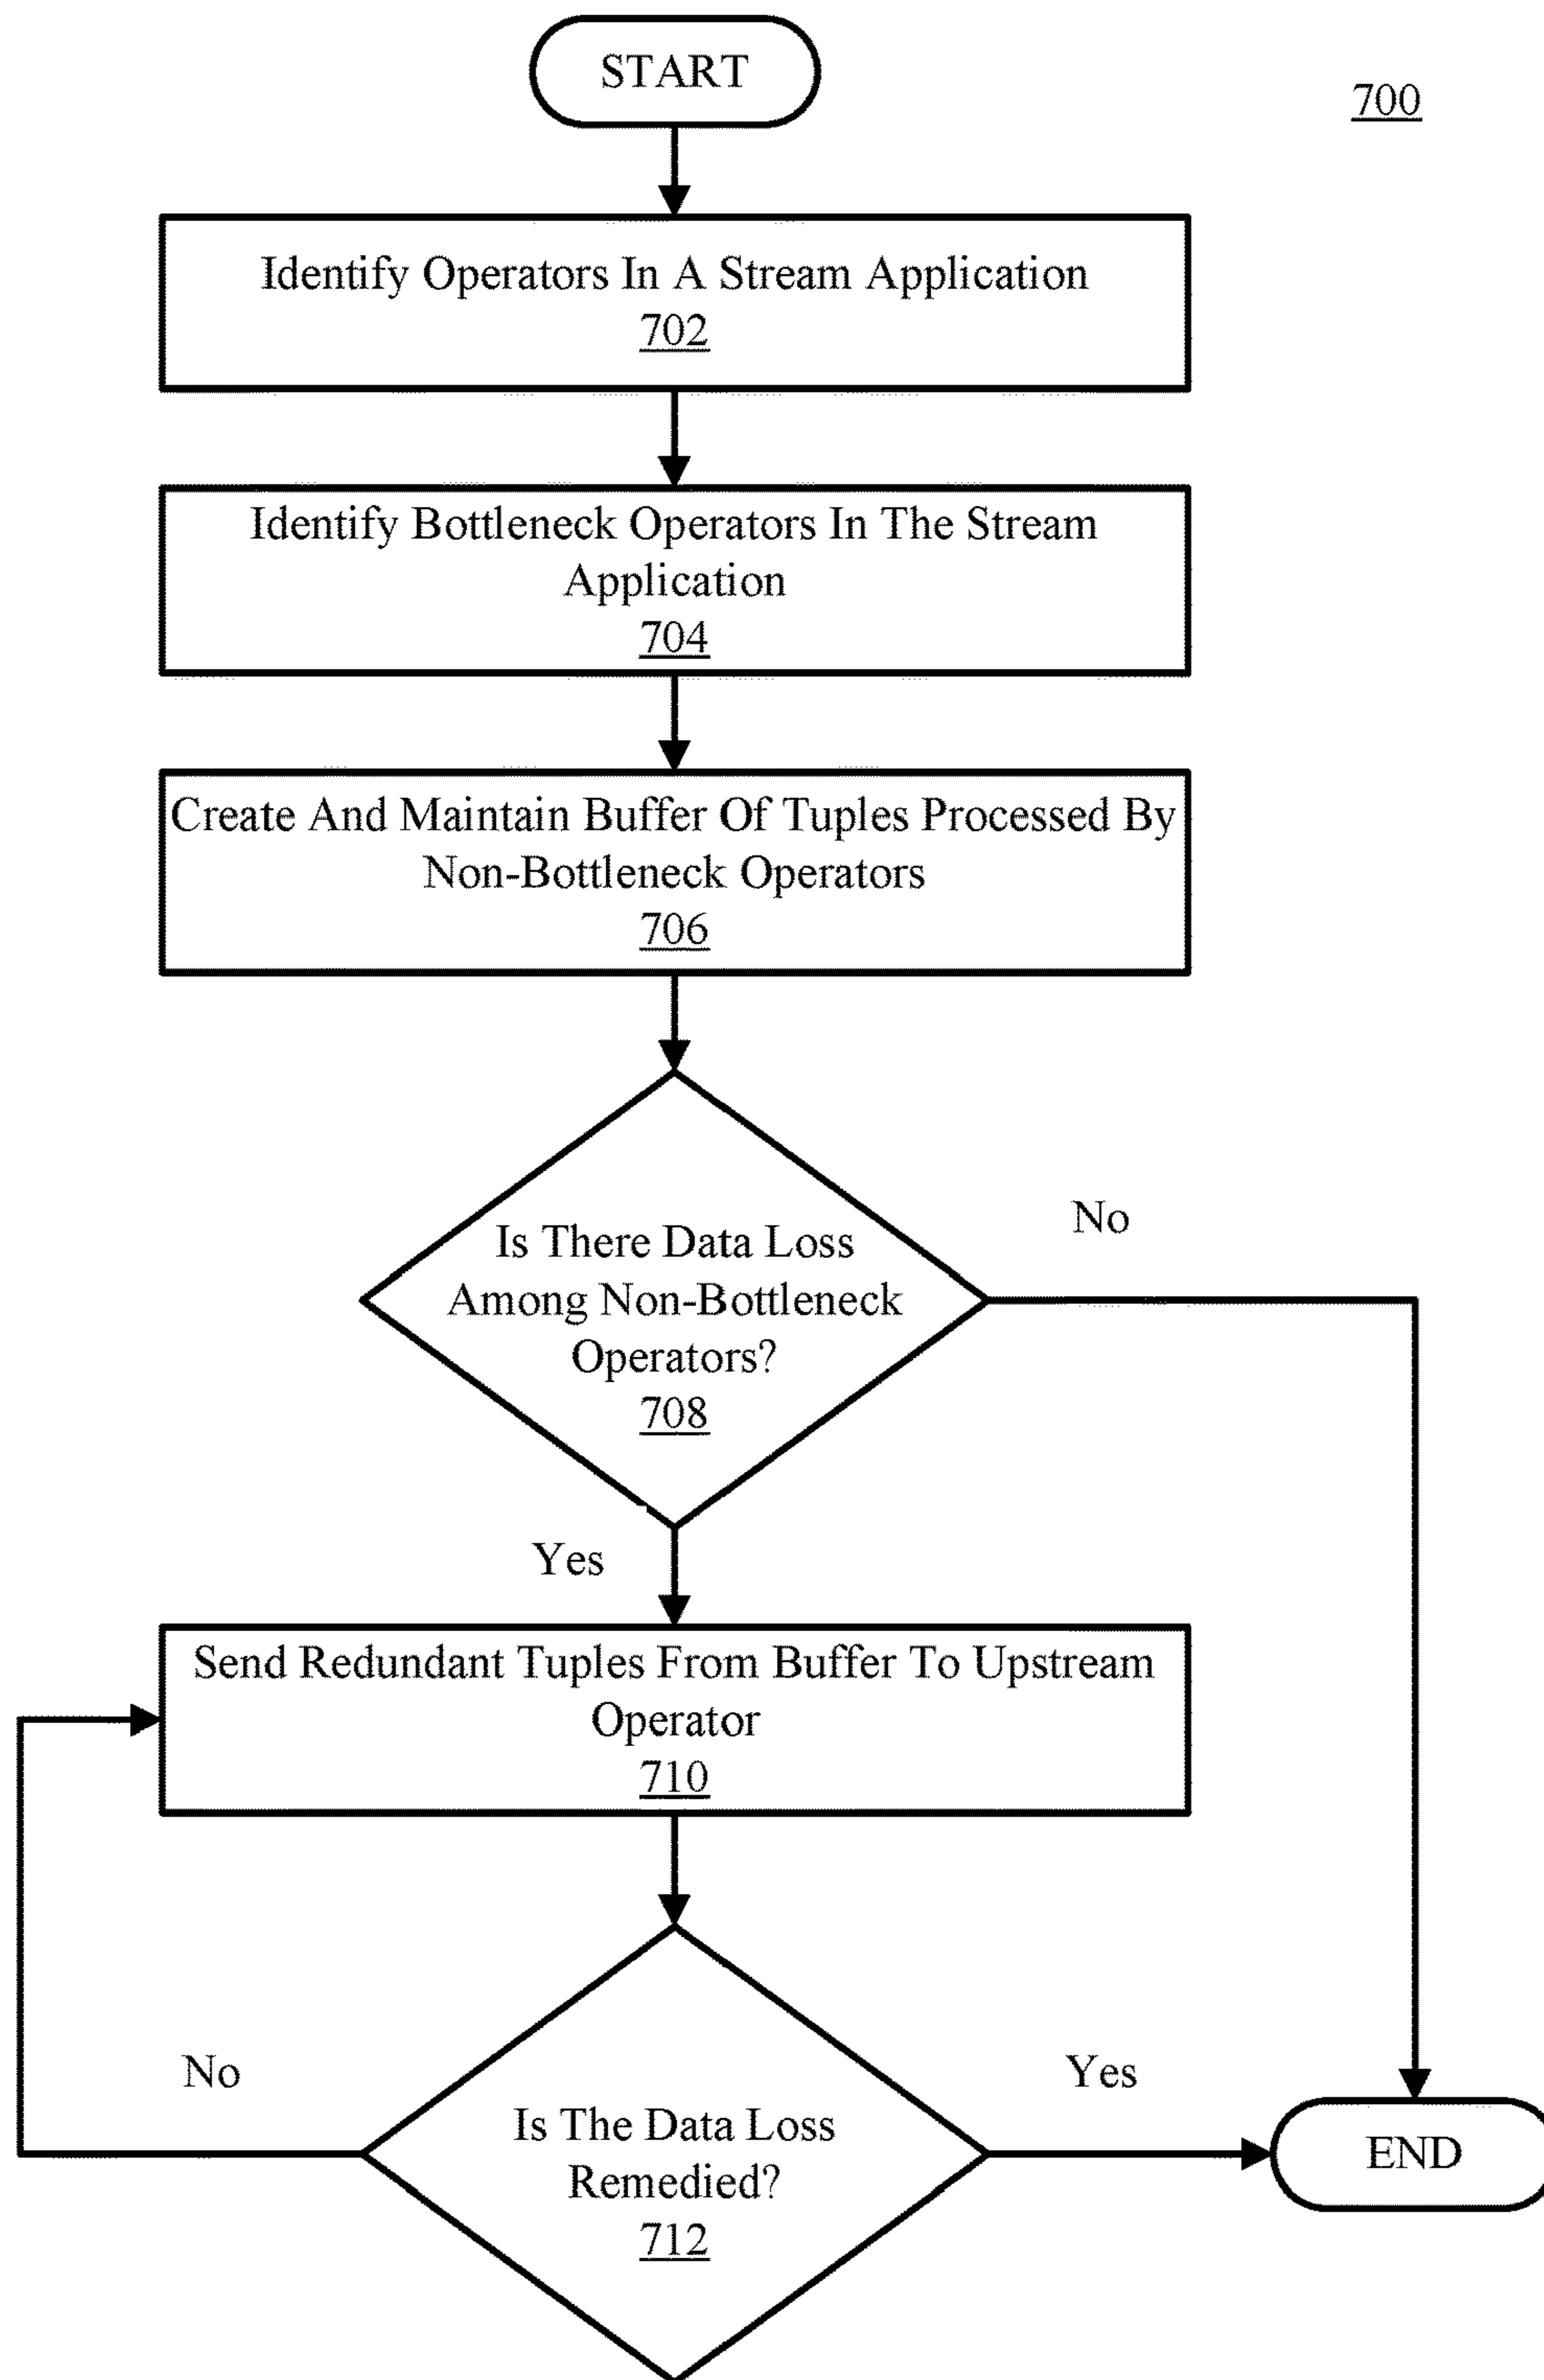 START
700
Identify Operators In A Stream Application
702
Identify Bottleneck Operators In The Stream
Application
704
Create And Maintain Buffer Of Tuples Processed By
Non-Bottleneck Operators
706
Is There Data Loss
Among Non-Bottleneck
Operators?
708
No
Yes
Send Redundant Tuples From Buffer To Upstream
Operator
710
No
Yes
Is The Data Loss
Remedied?
712
END